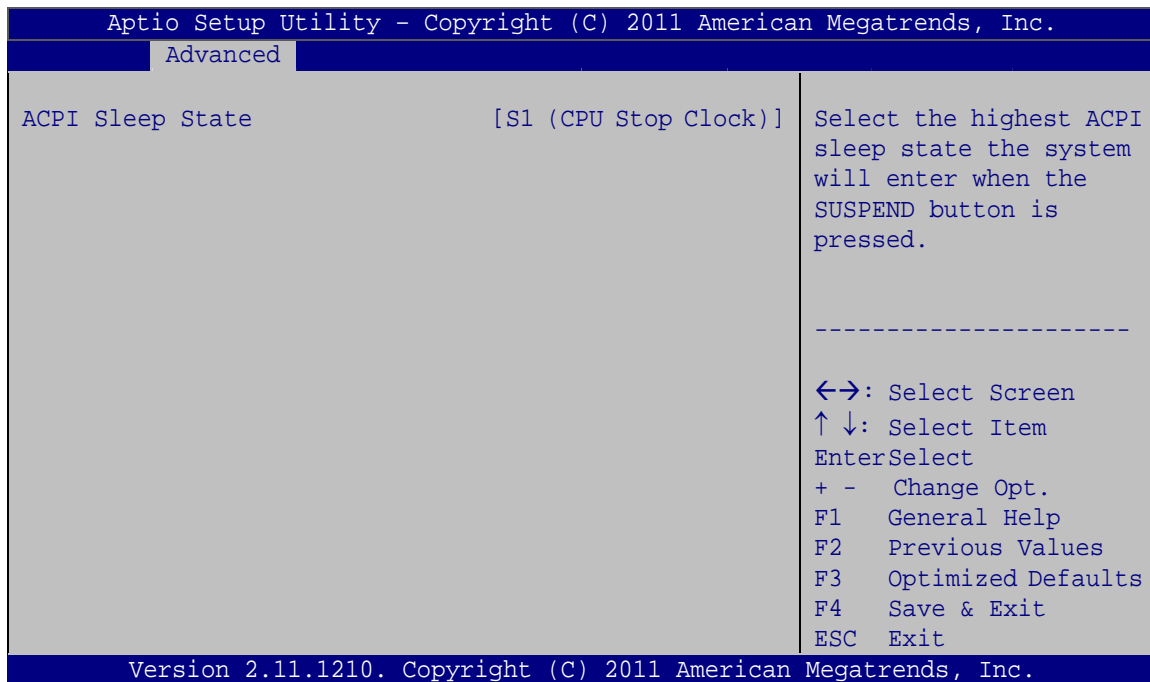 Aptio Setup Utility – Copyright (C) 2011 American Megatrends, Inc.
Advanced
ACPI Sleep State [S1 (CPU Stop Clock)]
Select the highest ACPI
sleep state the system
will enter when the
SUSPEND button is
pressed.
----------------------
←→: Select Screen
↑ ↓: Select Item
EnterSelect
+ - Change Opt.
F1 General Help
F2 Previous Values
F3 Optimized Defaults
F4 Save & Exit
ESC Exit
Version 2.11.1210. Copyright (C) 2011 American Megatrends, Inc.